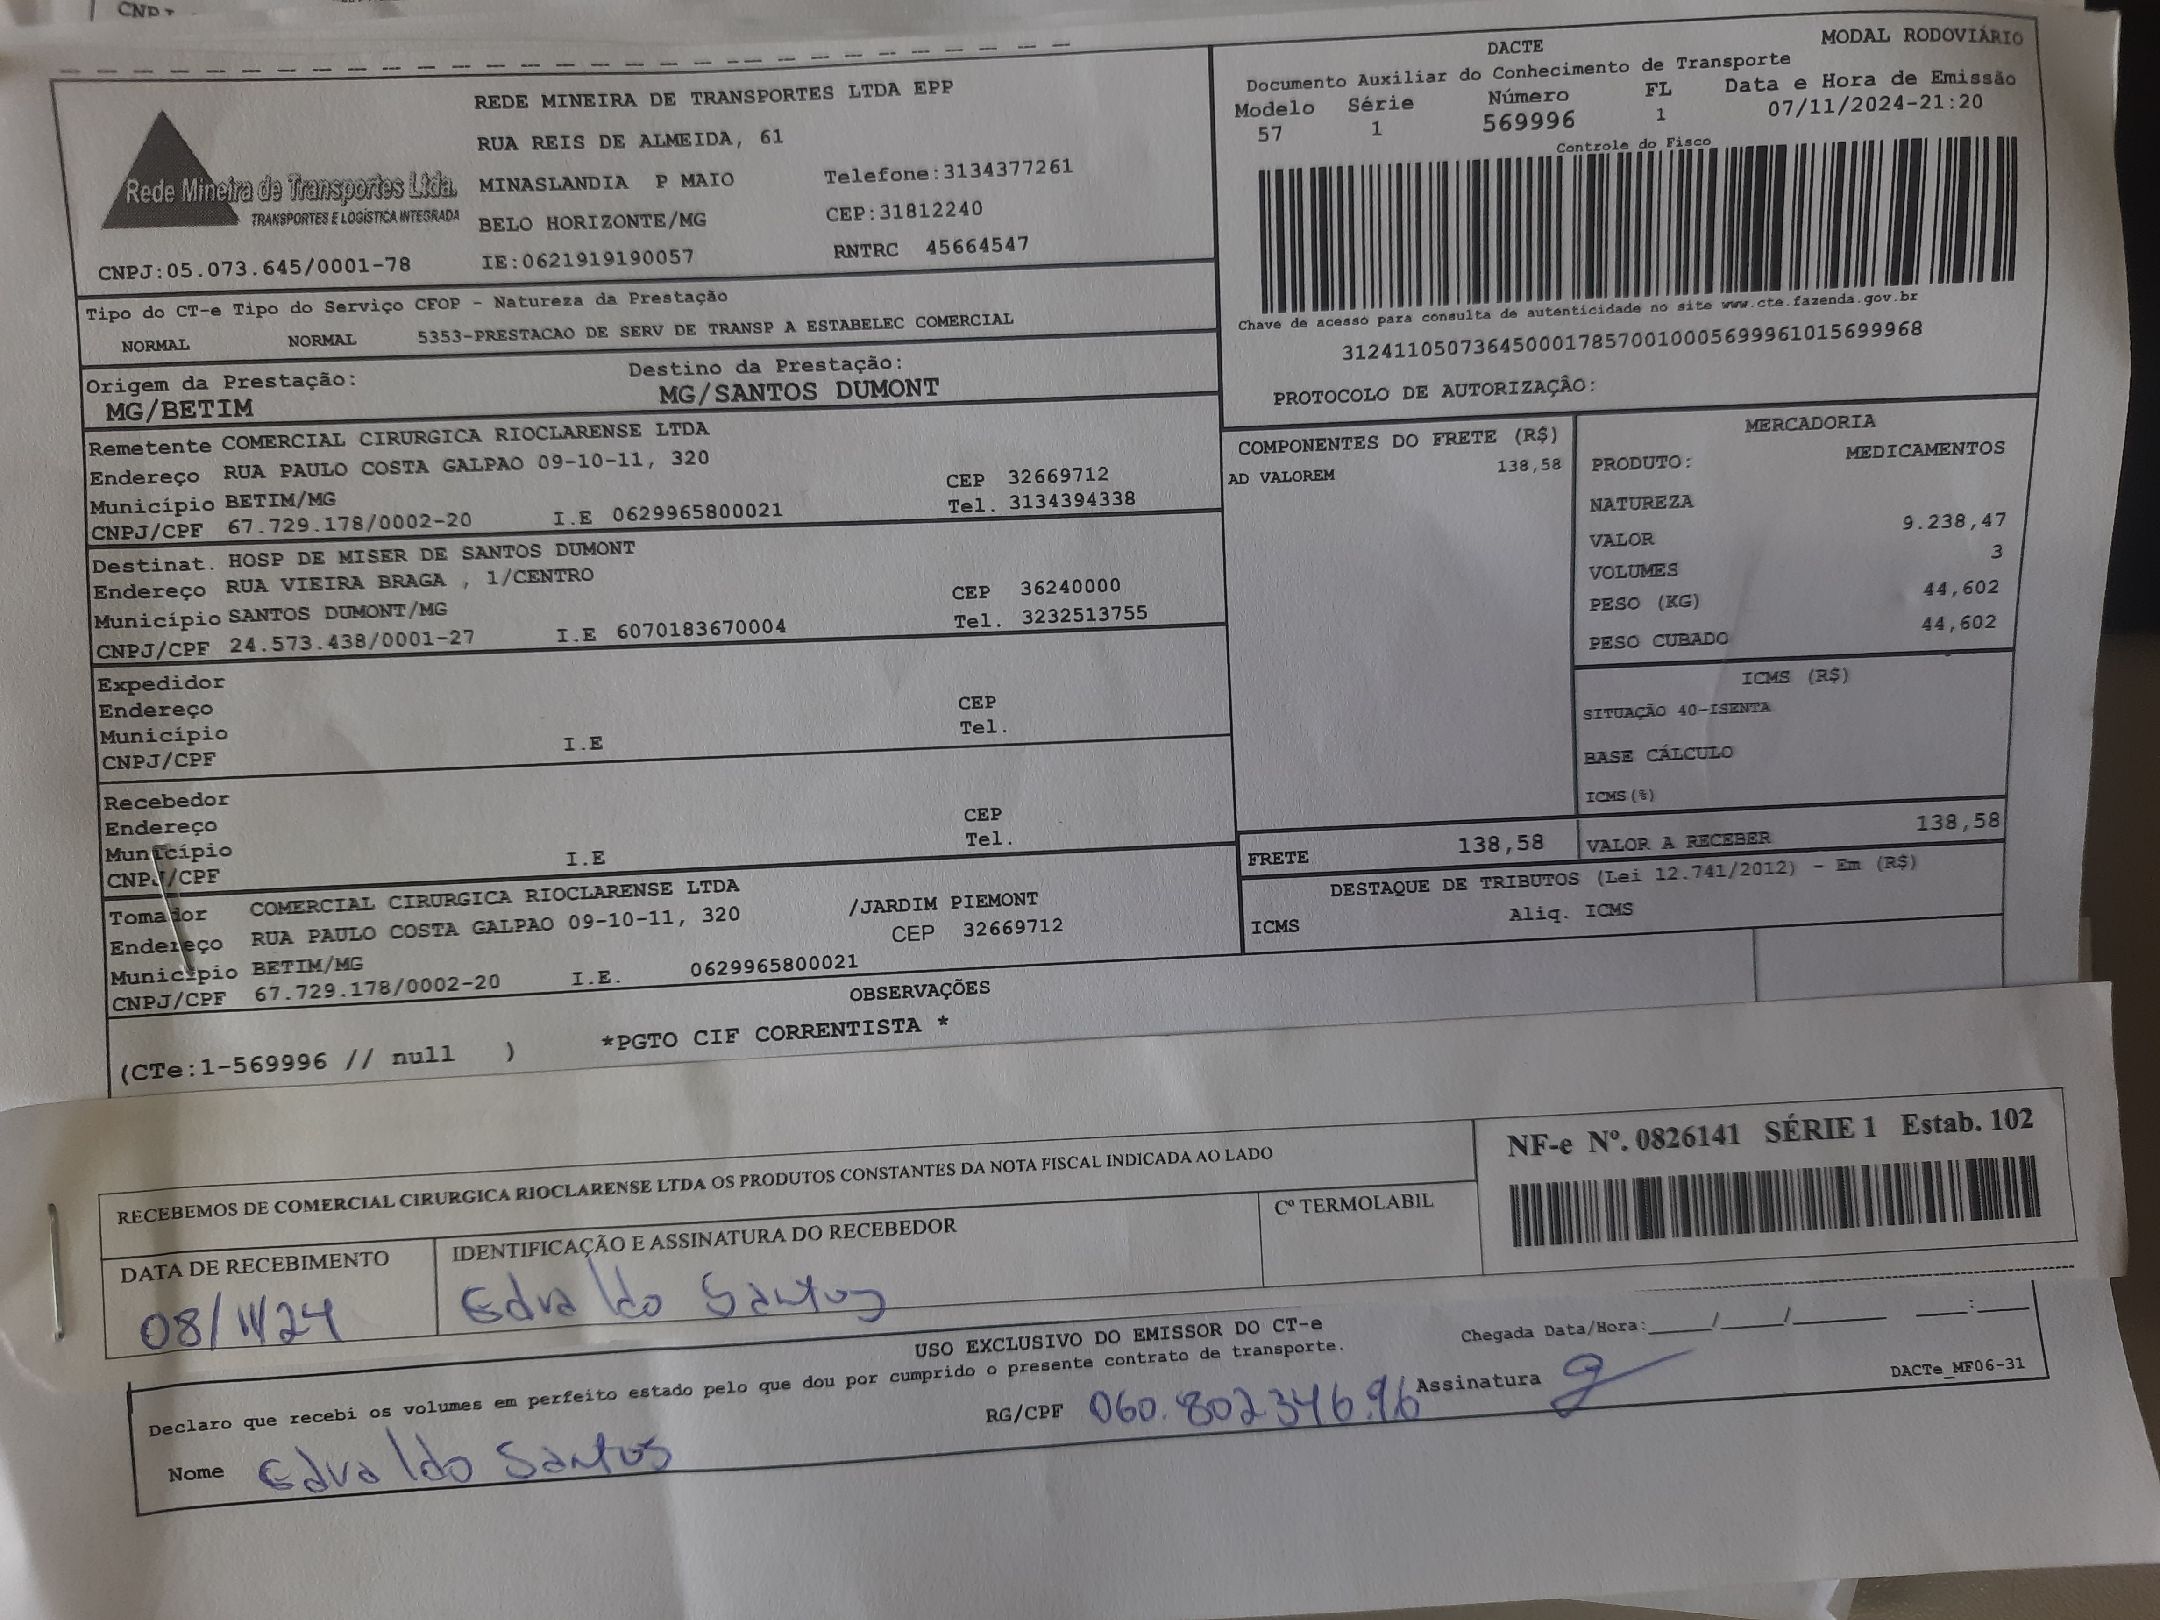 REDE MINEIRA DE TRANSPORTES LTDA EPP
RUA REIS DE ALMEIDA, 61
MINASLANDIA P MAIO Telefone:3134377261
BELO HORIZONTE/MG CEP:31812240
IE:0621919190057 RNTRC 45664547
Rede Mineira de Transportes Ltda.
TRANSPORTES E LOGÍSTICA INTEGRADA
CNPJ:05.073.645/0001-78
DACTE MODAL RODOVIÁRIO
Documento Auxiliar do Conhecimento de Transporte
Modelo Série Número FL Data e Hora de Emissão
57 1 569996 1 07/11/2024-21:20
Controle do Fisco
Chave de acesso para consulta de autenticidade no site www.cte.fazenda.gov.br
31241105073645000178570010005699961015699968
PROTOCOLO DE AUTORIZAÇÃO:
Tipo do CT-e Tipo do Serviço CFOP - Natureza da Prestação
NORMAL NORMAL 5353-PRESTACAO DE SERV DE TRANSP A ESTABELEC COMERCIAL
Origem da Prestação: Destino da Prestação:
MG/BETIM MG/SANTOS DUMONT
Remetente COMERCIAL CIRURGICA RIOCLARENSE LTDA
Endereço RUA PAULO COSTA GALPAO 09-10-11, 320 CEP 32669712
Município BETIM/MG Tel. 3134394338
CNPJ/CPF 67.729.178/0002-20 I.E 0629965800021
Destinat. HOSP DE MISER DE SANTOS DUMONT
Endereço RUA VIEIRA BRAGA , 1/CENTRO CEP 36240000
Município SANTOS DUMONT/MG Tel. 3232513755
CNPJ/CPF 24.573.438/0001-27 I.E 6070183670004
Expedidor
Endereço CEP
Município Tel.
CNPJ/CPF I.E
Recebedor
Endereço CEP
Município Tel.
CNPJ/CPF I.E
Tomador COMERCIAL CIRURGICA RIOCLARENSE LTDA
Endereço RUA PAULO COSTA GALPAO 09-10-11, 320 /JARDIM PIEMONT
Município BETIM/MG CEP 32669712
CNPJ/CPF 67.729.178/0002-20 I.E. 0629965800021
COMPONENTES DO FRETE (R$)
AD VALOREM 138,58
MERCADORIA
PRODUTO: MEDICAMENTOS
NATUREZA
VALOR 9.238,47
VOLUMES 3
PESO (KG) 44,602
PESO CUBADO 44,602
ICMS (R$)
SITUAÇÃO 40-ISENTA
BASE CÁLCULO
ICMS(%)
FRETE 138,58 VALOR A RECEBER 138,58
DESTAQUE DE TRIBUTOS (Lei 12.741/2012) - Em (R$)
ICMS Aliq. ICMS
OBSERVAÇÕES
(CTe:1-569996 // null ) *PGTO CIF CORRENTISTA *
RECEBEMOS DE COMERCIAL CIRURGICA RIOCLARENSE LTDA OS PRODUTOS CONSTANTES DA NOTA FISCAL INDICADA AO LADO
NF-e Nº. 0826141 SÉRIE 1 Estab. 102
DATA DE RECEBIMENTO IDENTIFICAÇÃO E ASSINATURA DO RECEBEDOR Cº TERMOLABIL
08/11/24 Edvaldo Santos
USO EXCLUSIVO DO EMISSOR DO CT-e
Chegada Data/Hora:____/____/______ ___:___
Declaro que recebi os volumes em perfeito estado pelo que dou por cumprido o presente contrato de transporte.
Nome Edvaldo Santos RG/CPF 060.802346.96 Assinatura
DACTe_MF06-31